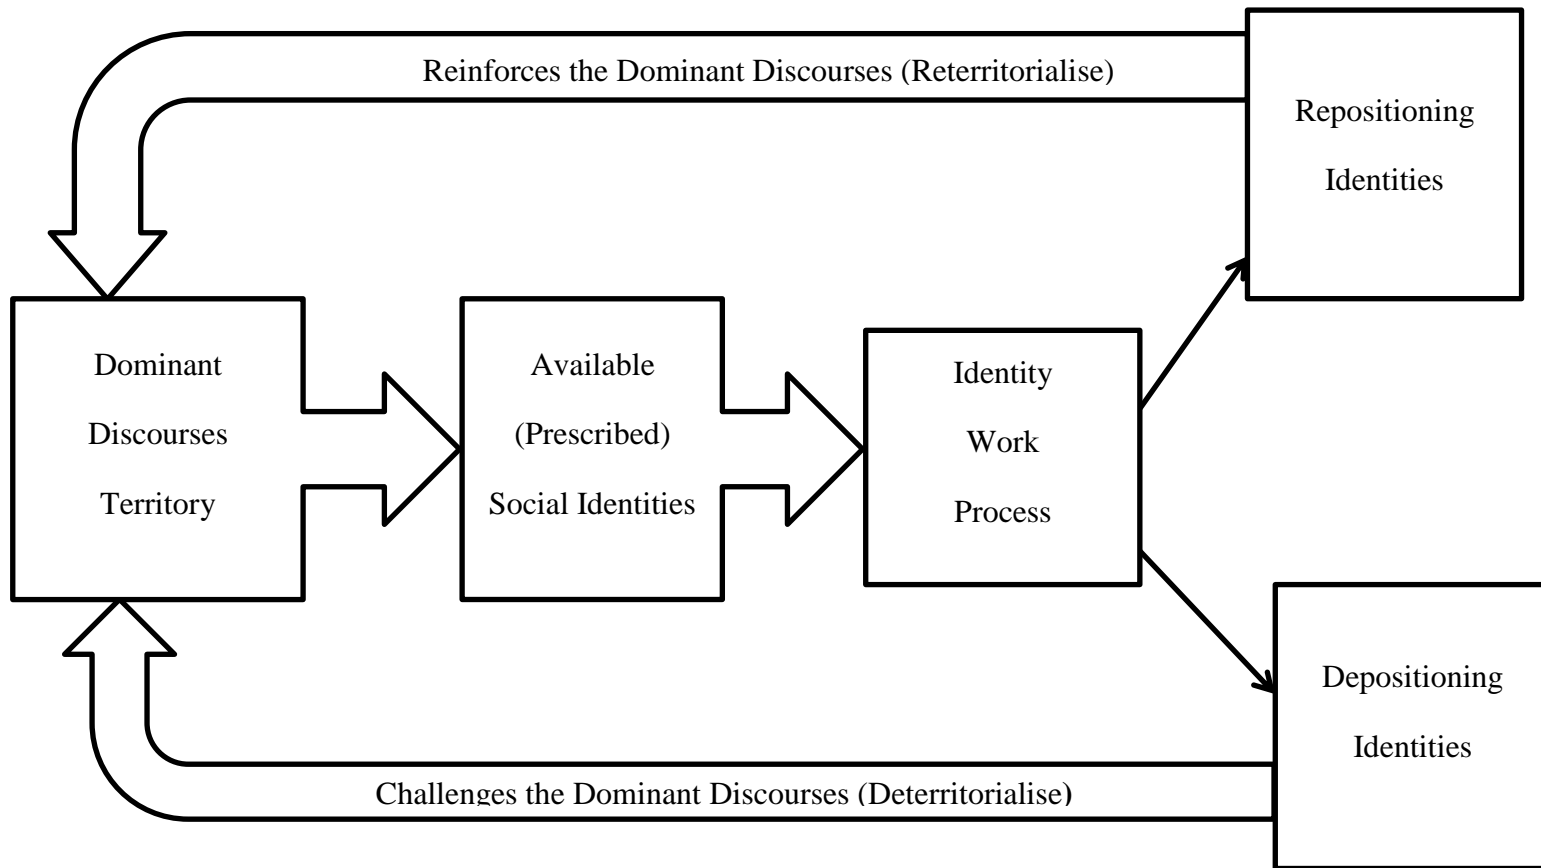 Reinforces the Dominant Discourses (Reterritorialise)
Repositioning
Identities
Dominant
Discourses
Territory
Available
(Prescribed)
Social Identities
Identity
Work
Process
Depositioning
Identities
Challenges the Dominant Discourses (Deterritorialise)